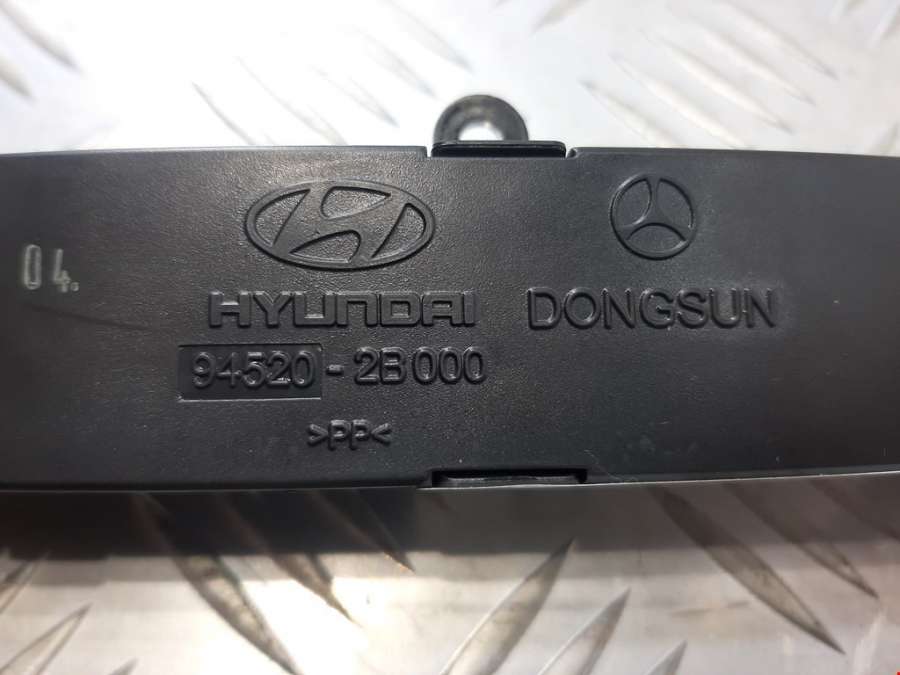 04.
HYUNDAI DONGSUN
94520-2B000
>PP<